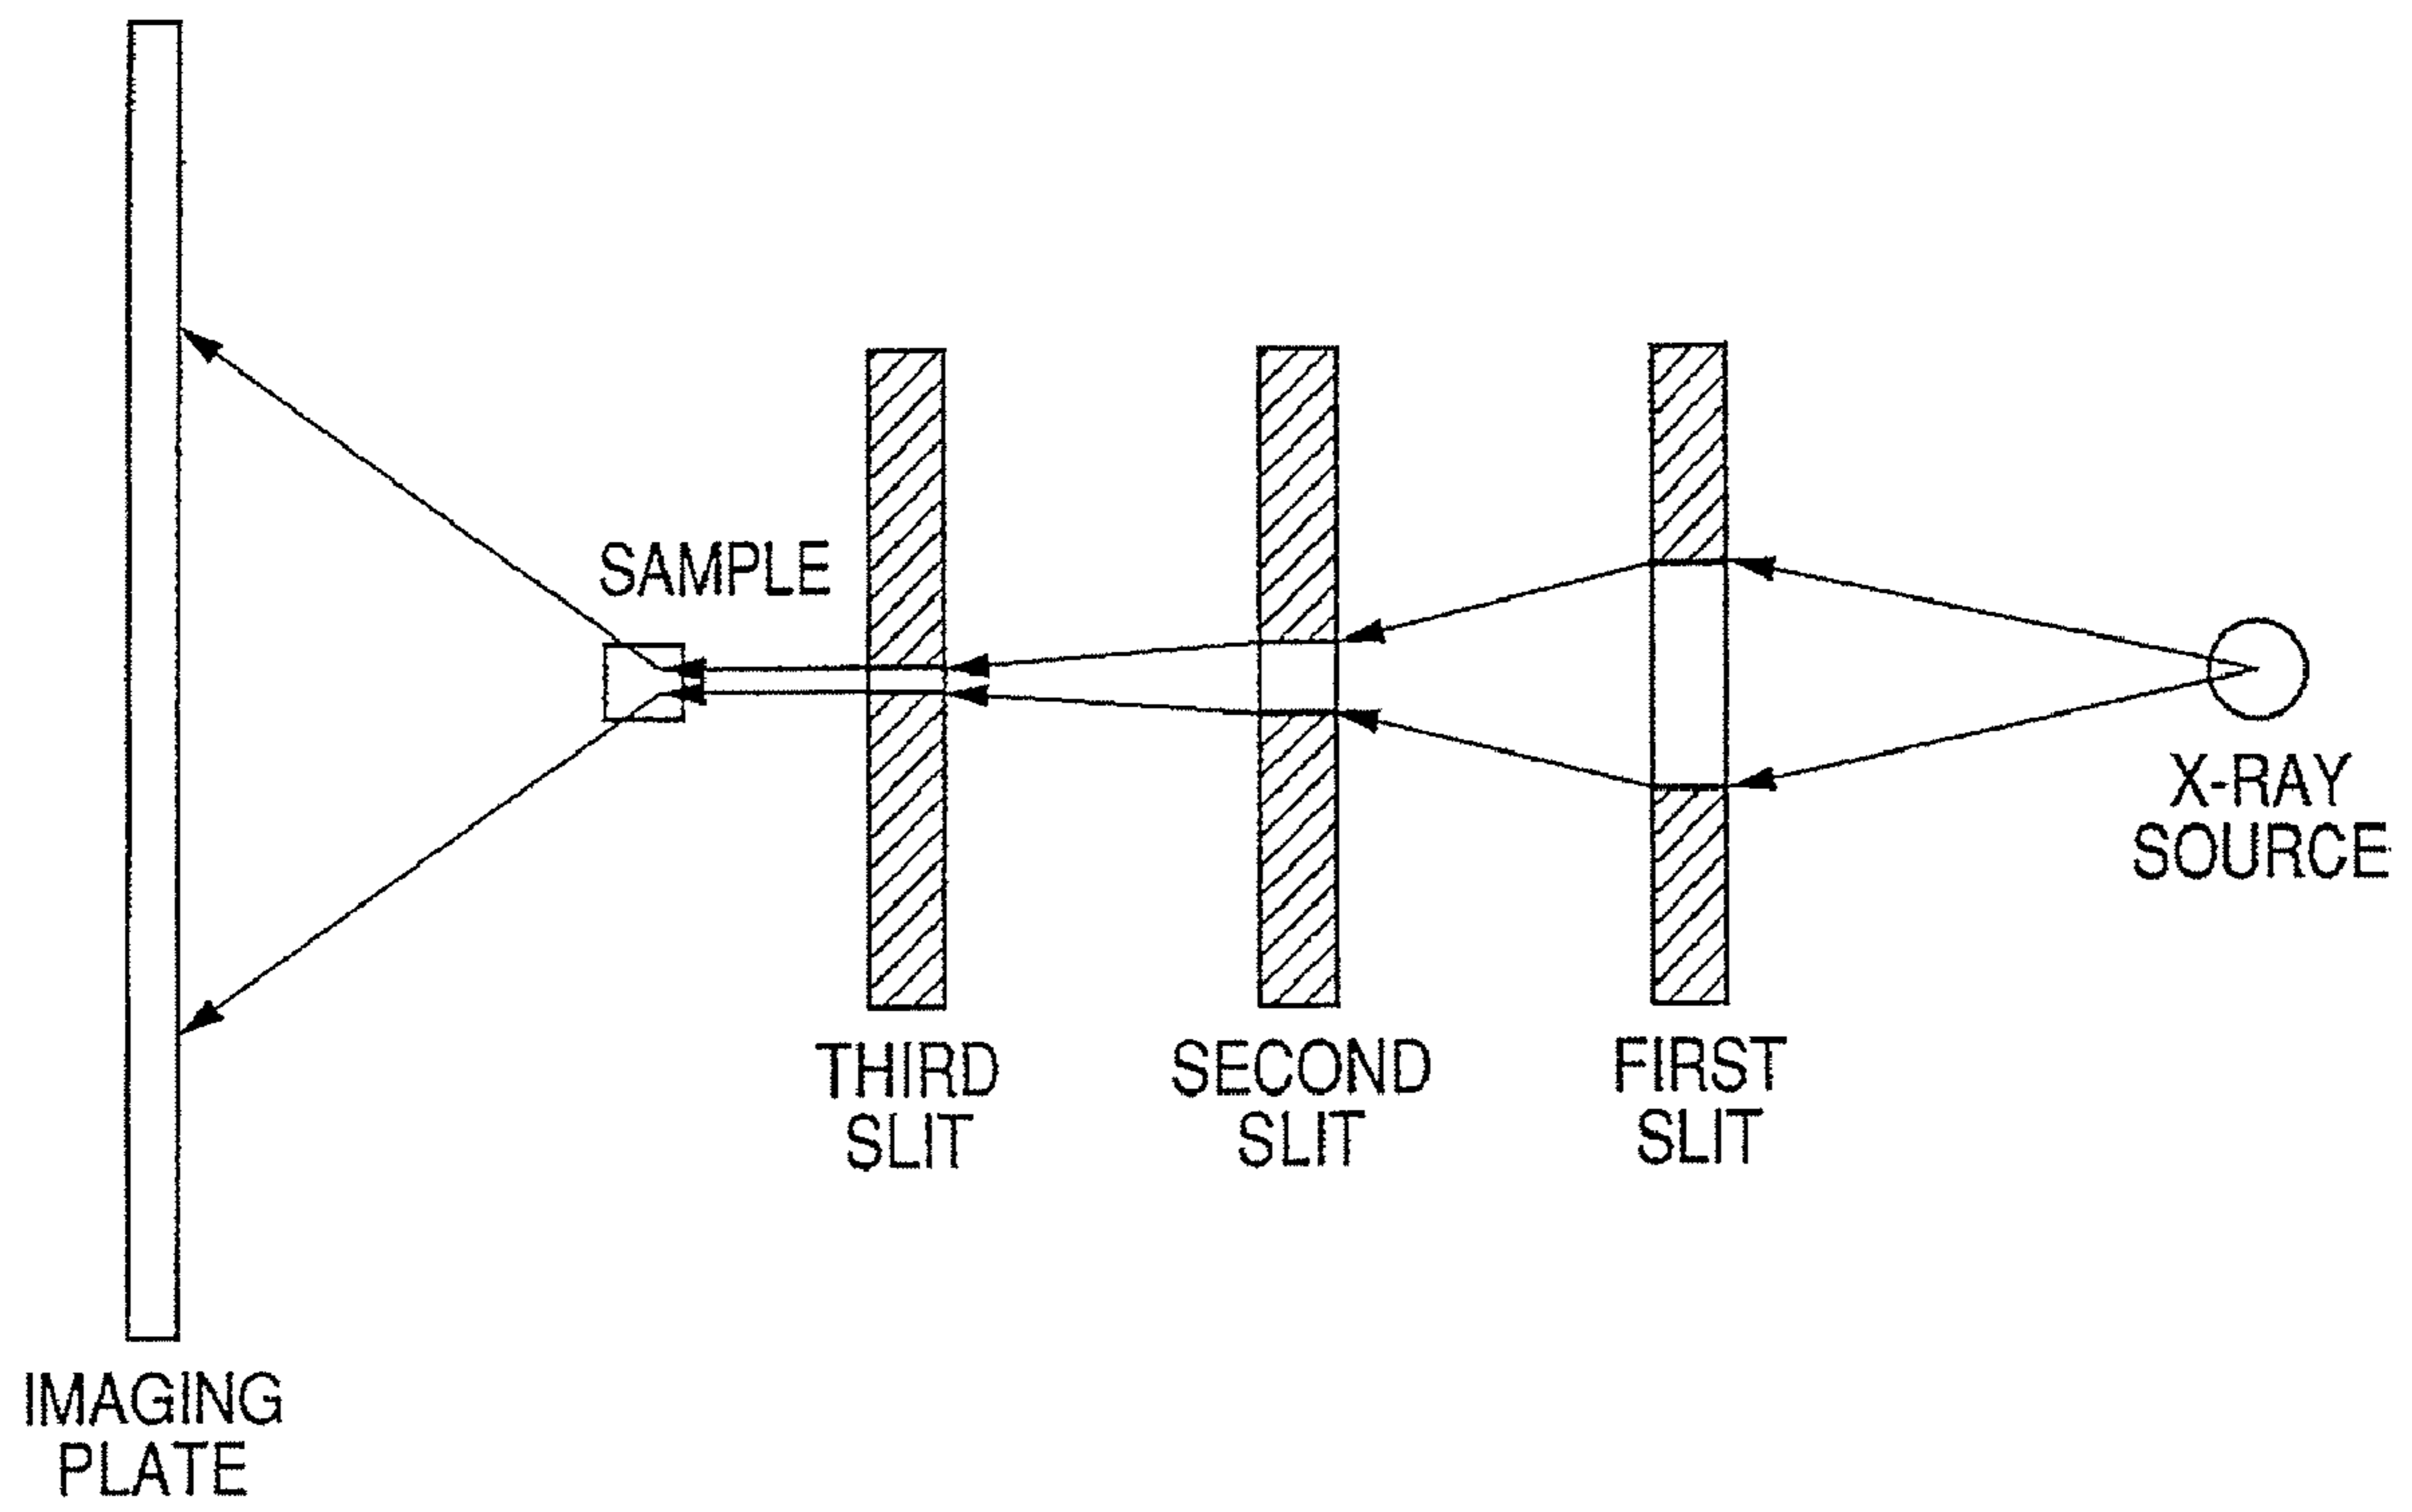 SAMPLE
X-RAY
SOURCE
THIRD
SLIT
SECOND
SLIT
FIRST
SLIT
IMAGING
PLATE